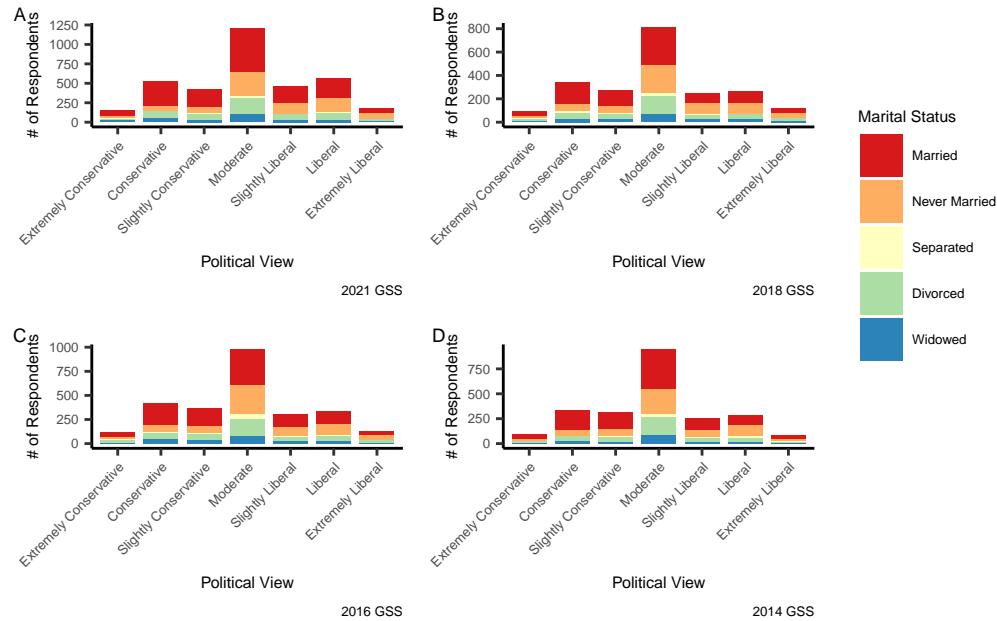 A
# of Respondents
1250
1000
750
500
250
0
Extremely Conservative
Conservative
Slightly Conservative
Moderate
Slightly Liberal
Liberal
Extremely Liberal
Political View
2021 GSS
B
# of Respondents
800
600
400
200
0
Extremely Conservative
Conservative
Slightly Conservative
Moderate
Slightly Liberal
Liberal
Extremely Liberal
Political View
2018 GSS
Marital Status
Married
Never Married
Separated
Divorced
Widowed
C
# of Respondents
1000
750
500
250
0
Extremely Conservative
Conservative
Slightly Conservative
Moderate
Slightly Liberal
Liberal
Extremely Liberal
Political View
2016 GSS
D
# of Respondents
750
500
250
0
Extremely Conservative
Conservative
Slightly Conservative
Moderate
Slightly Liberal
Liberal
Extremely Liberal
Political View
2014 GSS